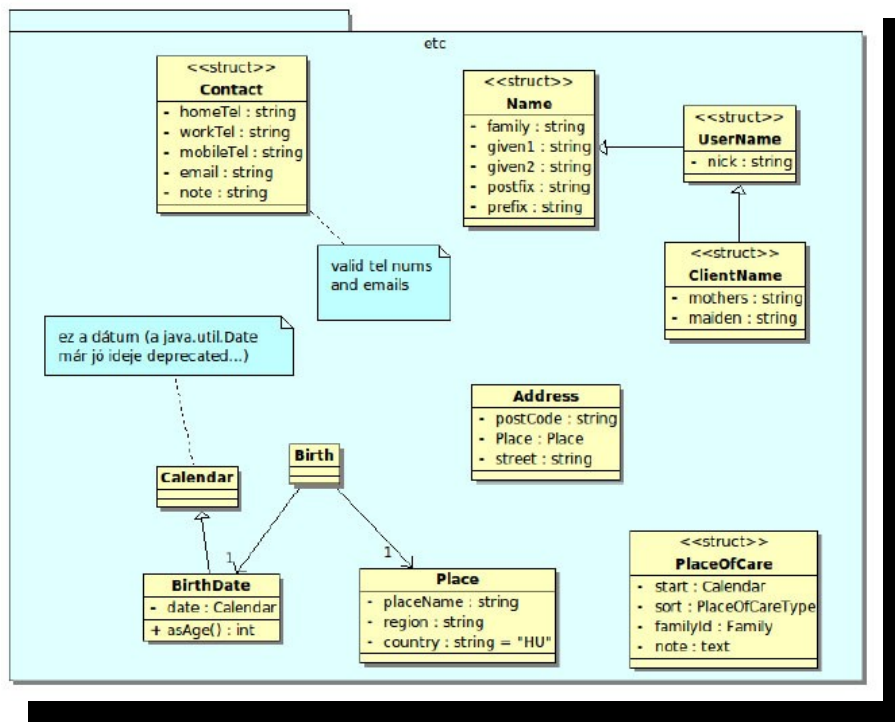 etc
<<struct>>
Contact
- homeTel : string
- workTel : string
- mobileTel : string
- email : string
- note : string
<<struct>>
Name
- family : string
- given1 : string
- given2 : string
- postfix : string
- prefix : string
<<struct>>
UserName
- nick : string
valid tel nums
and emails
<<struct>>
ClientName
- mothers : string
- maiden : string
ez a dátum (a java.util.Date
már jó ideje deprecated...)
Address
- postCode : string
- Place : Place
- street : string
Birth
Calendar
1
1
BirthDate
- date : Calendar
+ asAge() : int
Place
- placeName : string
- region : string
- country : string = "HU"
<<struct>>
PlaceOfCare
- start : Calendar
- sort : PlaceOfCareType
- familyId : Family
- note : text